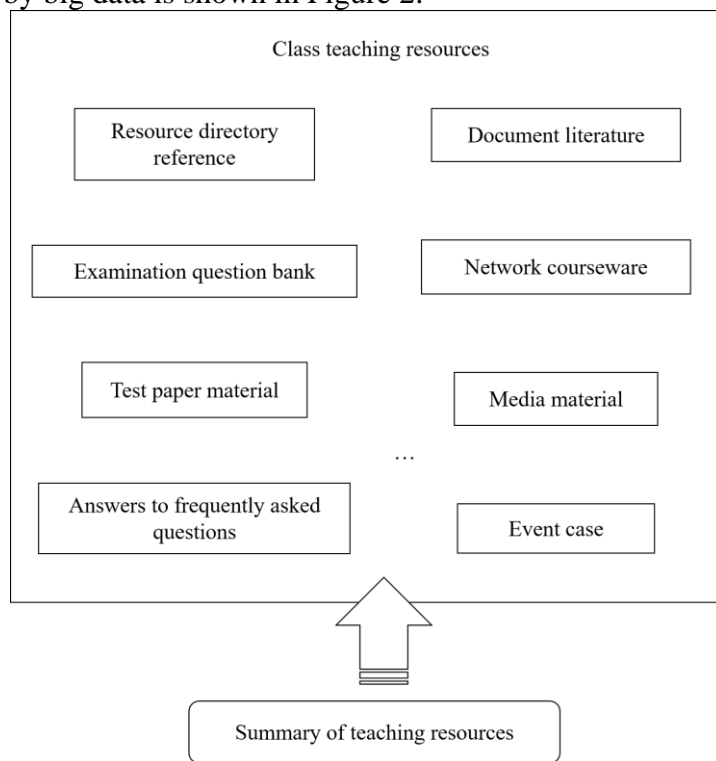 by big data is shown in Figure 2.
Class teaching resources
Resource directory
reference
Document literature
Examination question bank
Network courseware
Test paper material
Media material
…
Answers to frequently asked
questions
Event case
Summary of teaching resources